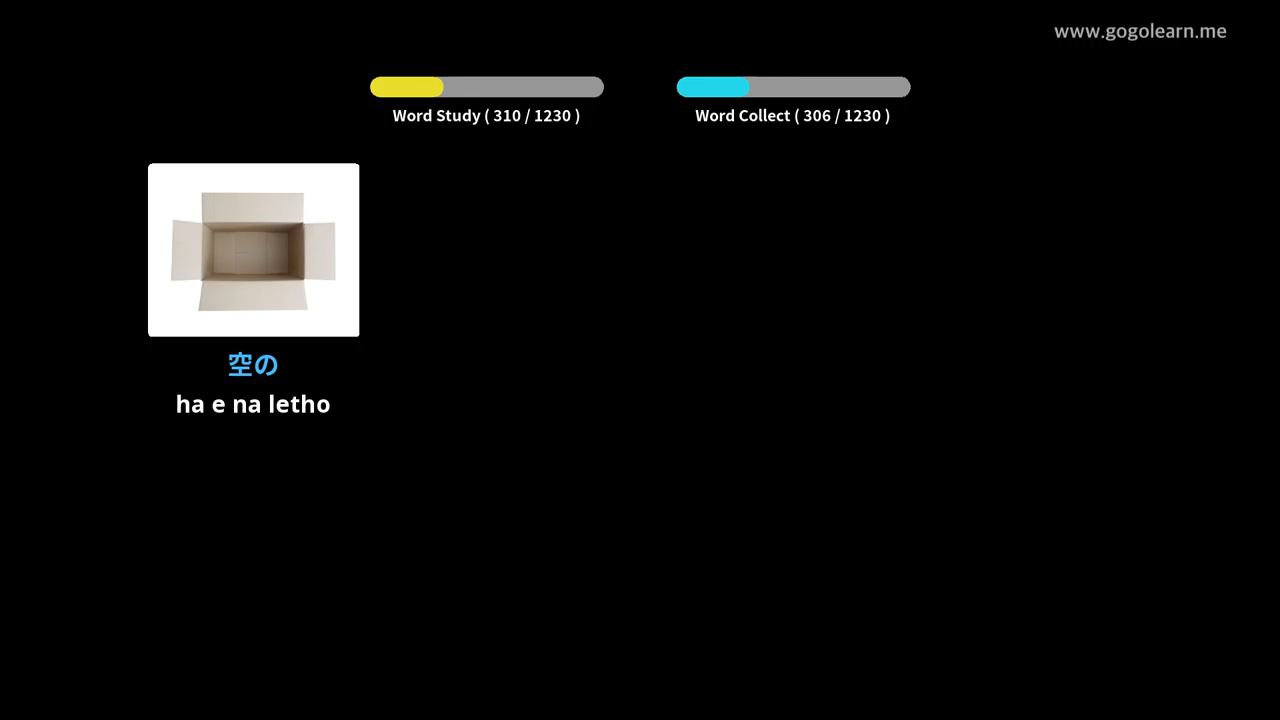 www.gogolearn.me
Word Study ( 310 / 1230 )
Word Collect ( 306 / 1230 )
空の
ha e na letho